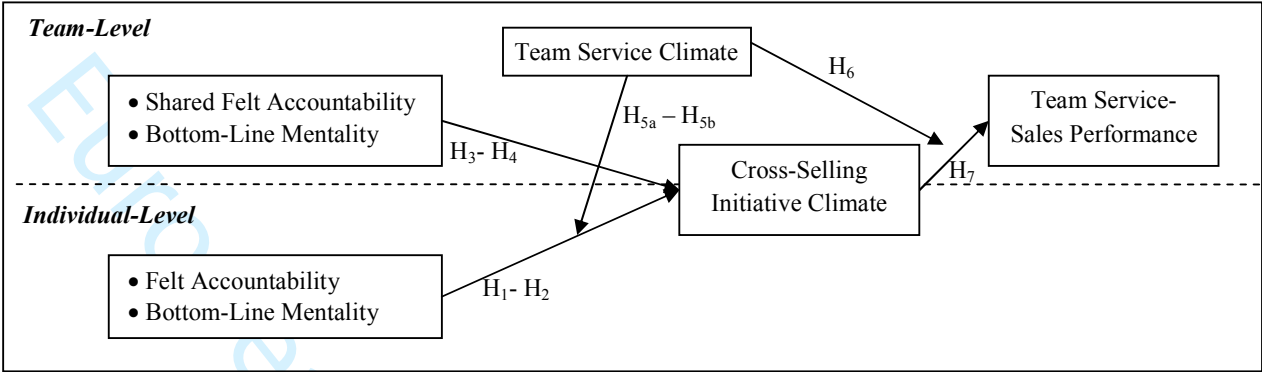 Team-Level
Team Service Climate
H6
• Shared Felt Accountability
• Bottom-Line Mentality
H5a – H5b
Team Service-
Sales Performance
H3- H4
Cross-Selling
Initiative Climate
H7
Individual-Level
• Felt Accountability
• Bottom-Line Mentality
H1- H2